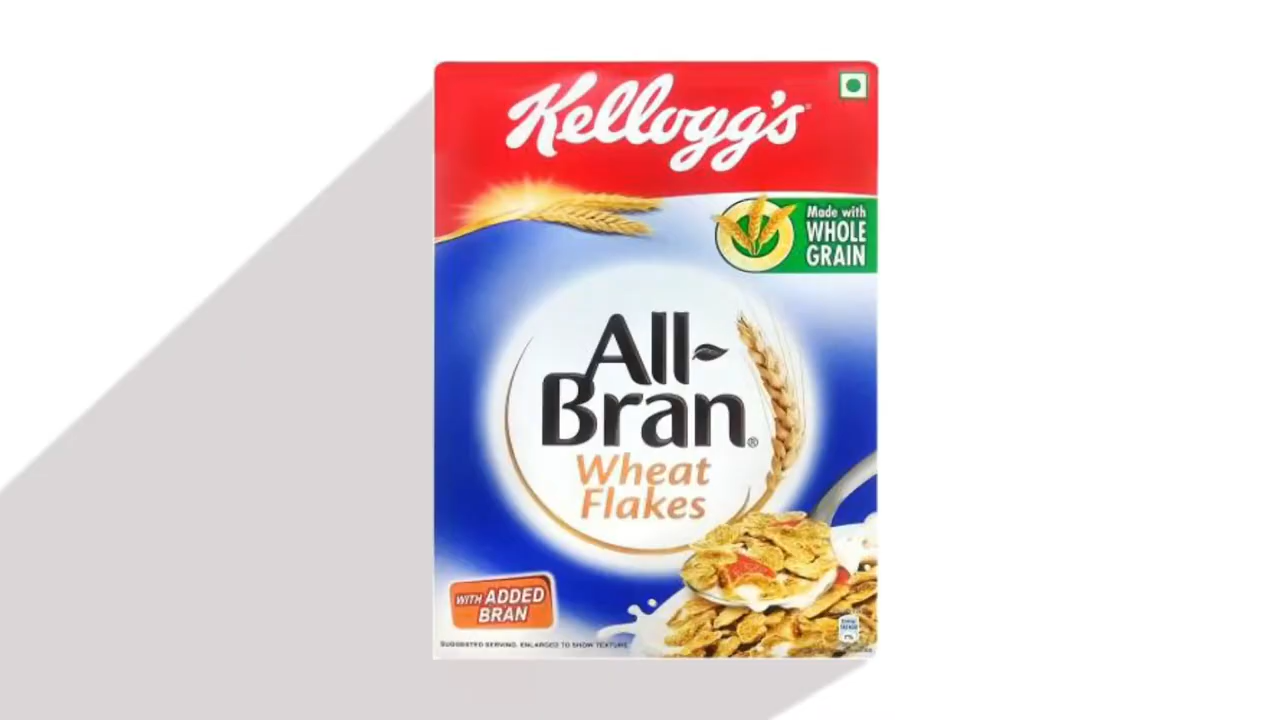 Kellogg's
Made with
WHOLE
GRAIN
All-
Bran®
Wheat
Flakes
WITH ADDED
BRAN
SUGGESTED SERVING. ENLARGED TO SHOW TEXTURE